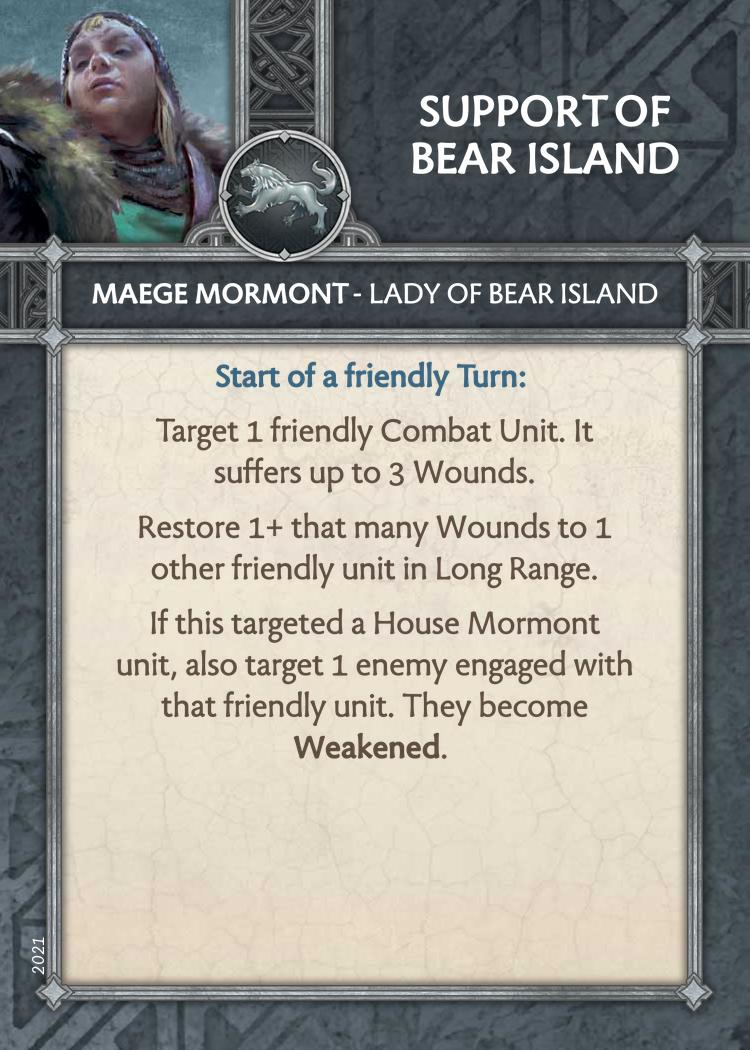 SUPPORT OF
BEAR ISLAND
MAEGE MORMONT - LADY OF BEAR ISLAND
Start of a friendly Turn:
Target 1 friendly Combat Unit. It
suffers up to 3 Wounds.
Restore 1+ that many Wounds to 1
other friendly unit in Long Range.
If this targeted a House Mormont
unit, also target 1 enemy engaged with
that friendly unit. They become
Weakened.
2021